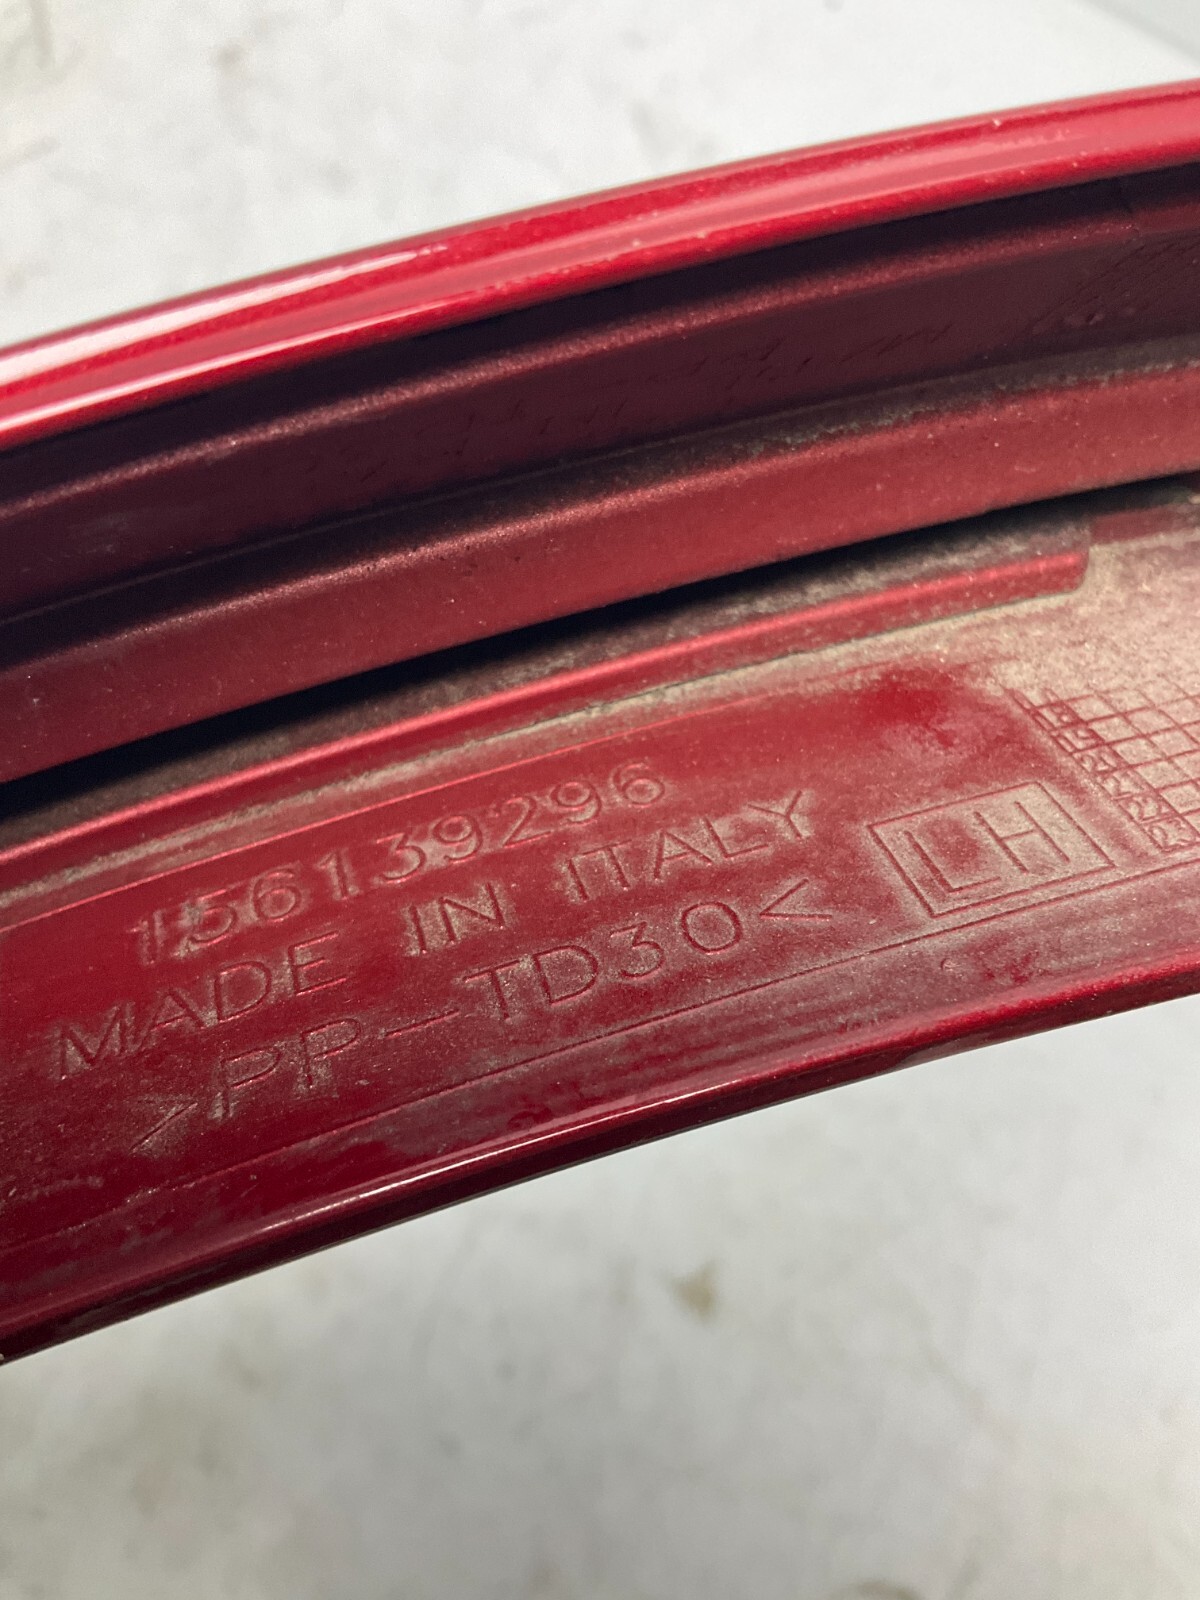 156139296
MADE IN ITALY
>PP-TD30<
LH